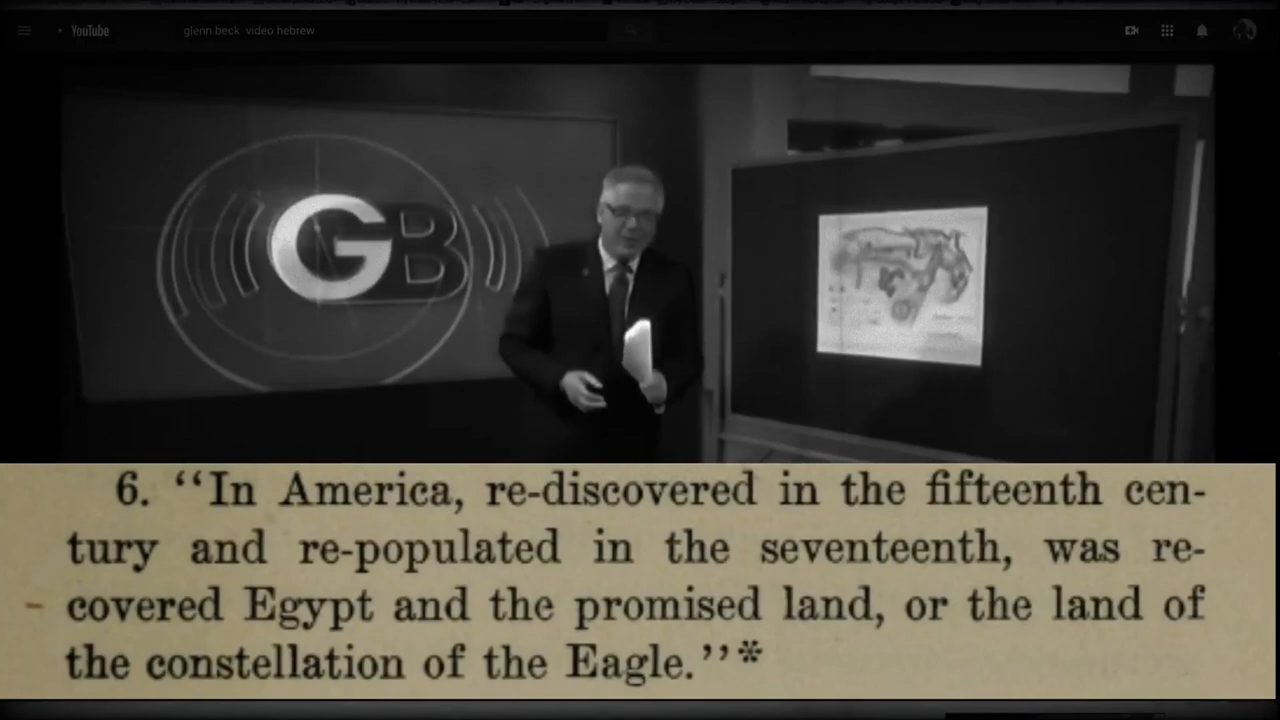 YouTube
glenn beck video hebrew
GB
6. ‘‘In America, re-discovered in the fifteenth cen-
tury and re-populated in the seventeenth, was re-
covered Egypt and the promised land, or the land of
the constellation of the Eagle.’’*